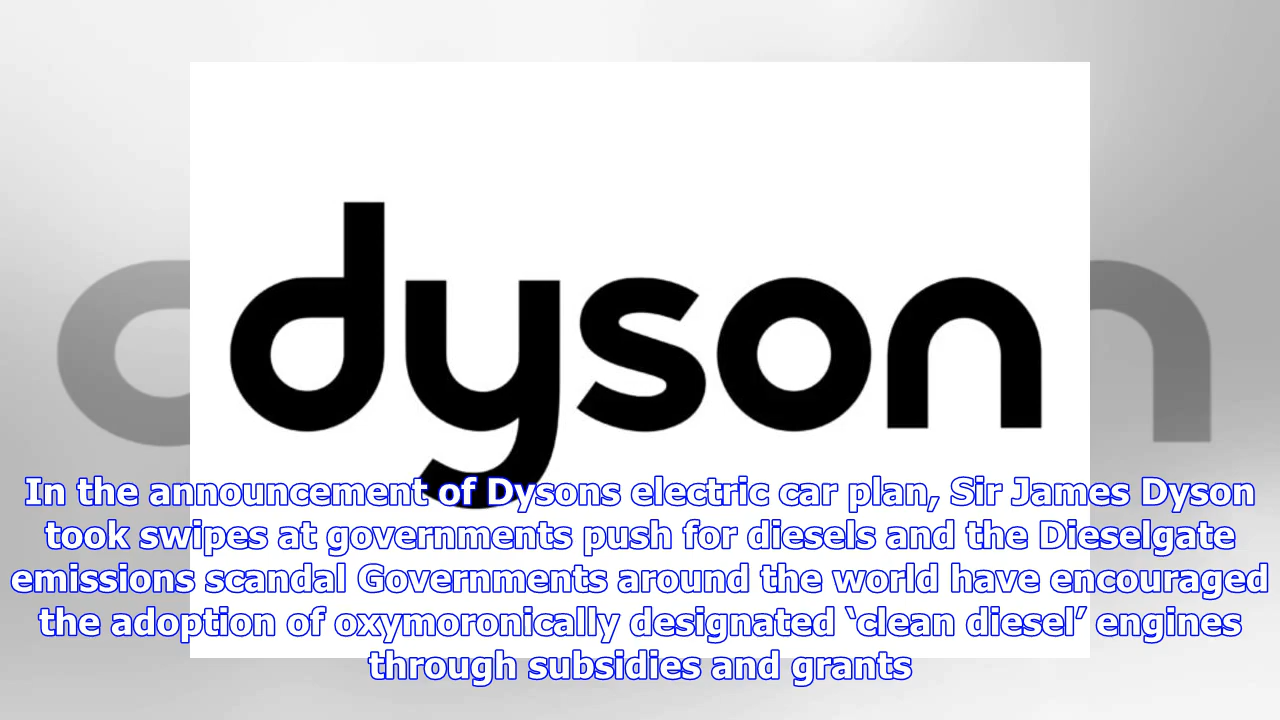 dyson
In the announcement of Dysons electric car plan, Sir James Dyson
took swipes at governments push for diesels and the Dieselgate
emissions scandal Governments around the world have encouraged
the adoption of oxymoronically designated ‘clean diesel’ engines
through subsidies and grants